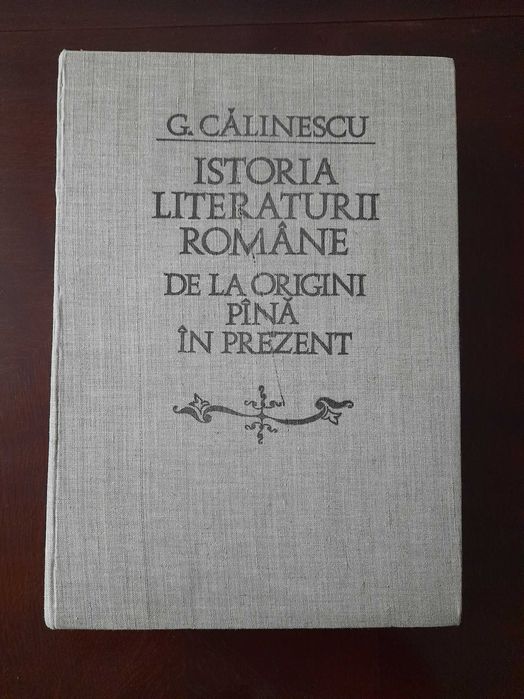 G. CĂLINESCU
ISTORIA
LITERATURII
ROMÂNE
DE LA ORIGINI
PÎNĂ
ÎN PREZENT